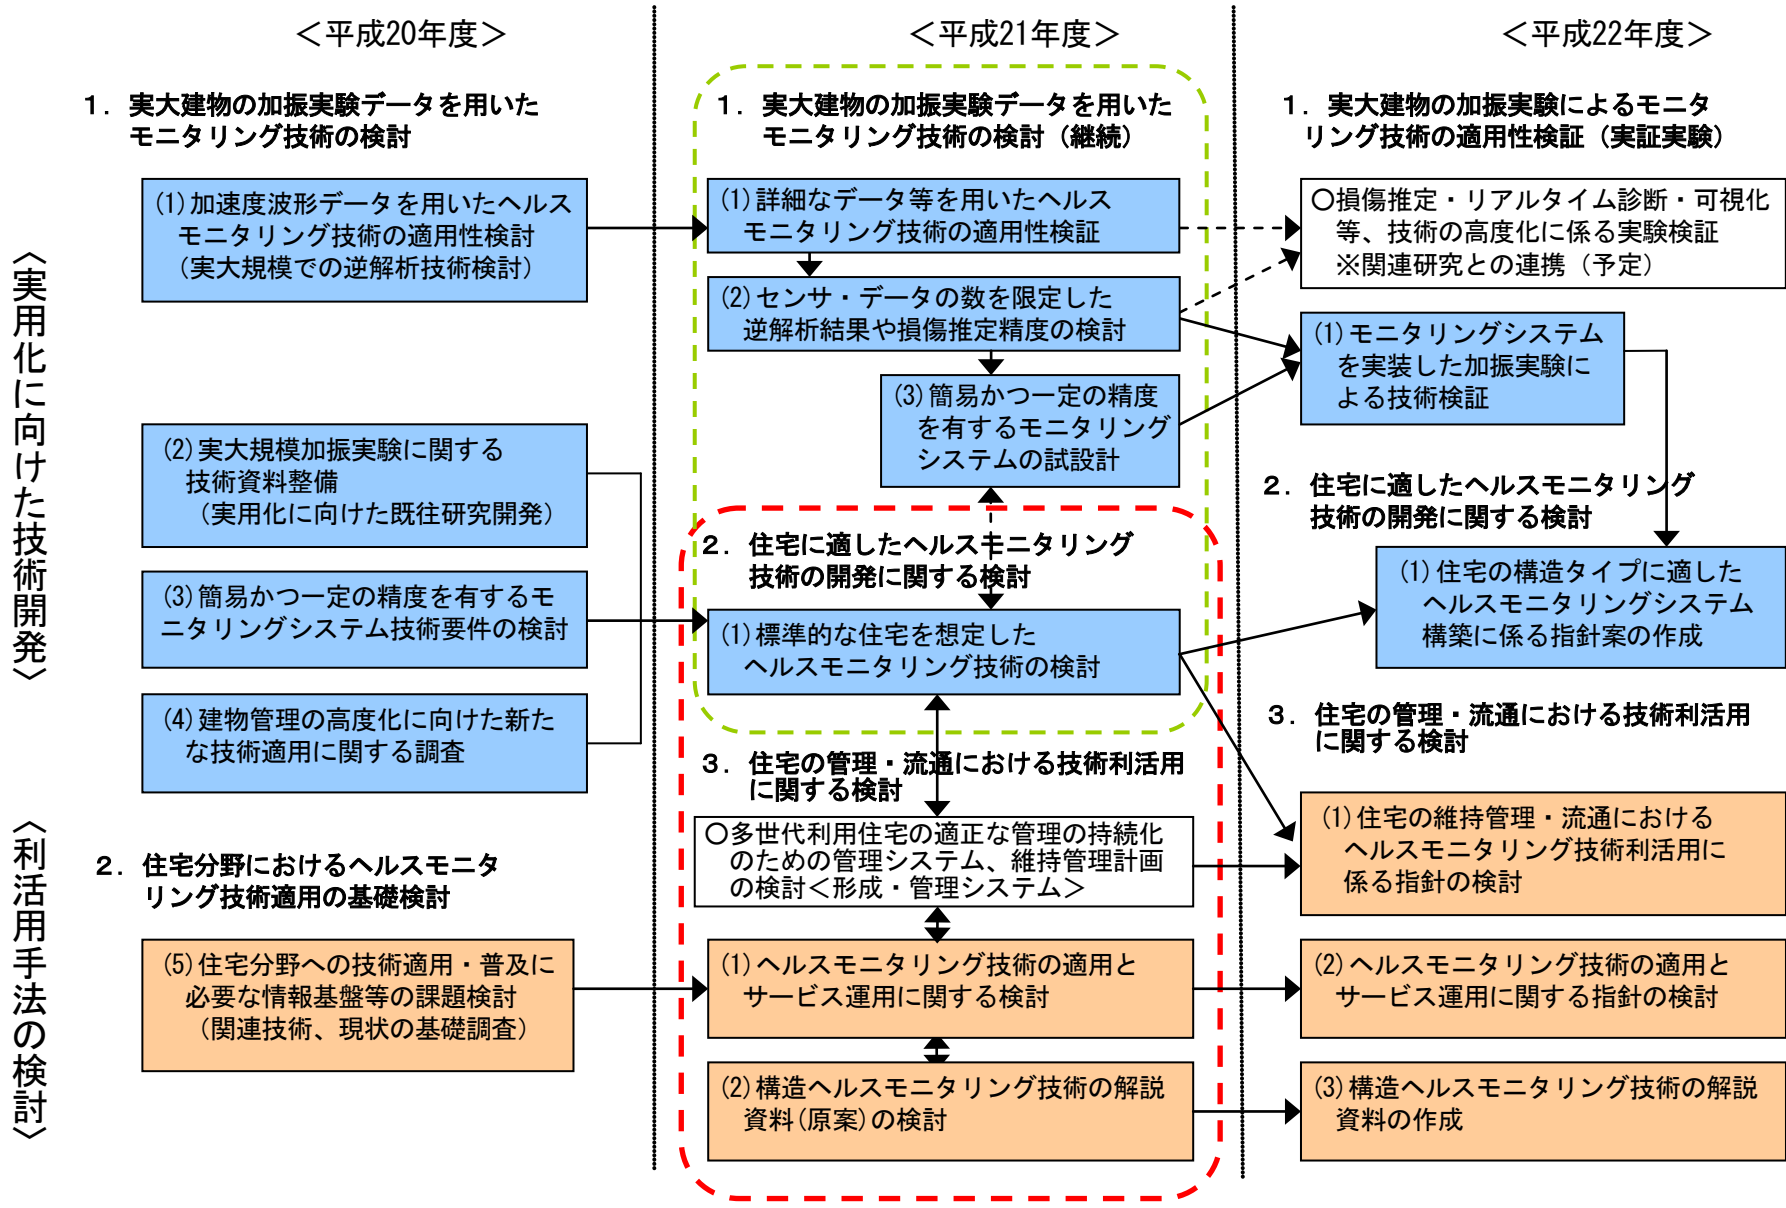 ＜平成20年度＞
１．実大建物の加振実験データを用いた
モニタリング技術の検討
(1)加速度波形データを用いたヘルス
モニタリング技術の適用性検討
（実大規模での逆解析技術検討）
(2)実大規模加振実験に関する
技術資料整備
（実用化に向けた既往研究開発）
(3)簡易かつ一定の精度を有するモ
ニタリングシステム技術要件の検討
(4)建物管理の高度化に向けた新た
な技術適用に関する調査
２．住宅分野におけるヘルスモニタ
リング技術適用の基礎検討
(5)住宅分野への技術適用・普及に
必要な情報基盤等の課題検討
（関連技術、現状の基礎調査）
〈実用化に向けた技術開発〉
〈利活用手法の検討〉
＜平成21年度＞
１．実大建物の加振実験データを用いた
モニタリング技術の検討（継続）
(1)詳細なデータ等を用いたヘルス
モニタリング技術の適用性検証
(2)センサ・データの数を限定した
逆解析結果や損傷推定精度の検討
(3)簡易かつ一定の精度
を有するモニタリング
システムの試設計
２．住宅に適したヘルスモニタリング
技術の開発に関する検討
(1)標準的な住宅を想定した
ヘルスモニタリング技術の検討
３．住宅の管理・流通における技術利活用
に関する検討
〇多世代利用住宅の適正な管理の持続化
のための管理システム、維持管理計画
の検討＜形成・管理システム＞
(1)ヘルスモニタリング技術の適用と
サービス運用に関する検討
(2)構造ヘルスモニタリング技術の解説
資料(原案)の検討
＜平成22年度＞
１．実大建物の加振実験によるモニタ
リング技術の適用性検証（実証実験）
〇損傷推定・リアルタイム診断・可視化
等、技術の高度化に係る実験検証
※関連研究との連携（予定）
(1)モニタリングシステム
を実装した加振実験に
よる技術検証
２．住宅に適したヘルスモニタリング
技術の開発に関する検討
(1)住宅の構造タイプに適した
ヘルスモニタリングシステム
構築に係る指針案の作成
３．住宅の管理・流通における技術利活用
に関する検討
(1)住宅の維持管理・流通における
ヘルスモニタリング技術利活用に
係る指針の検討
(2)ヘルスモニタリング技術の適用と
サービス運用に関する指針の検討
(3)構造ヘルスモニタリング技術の解説
資料の作成